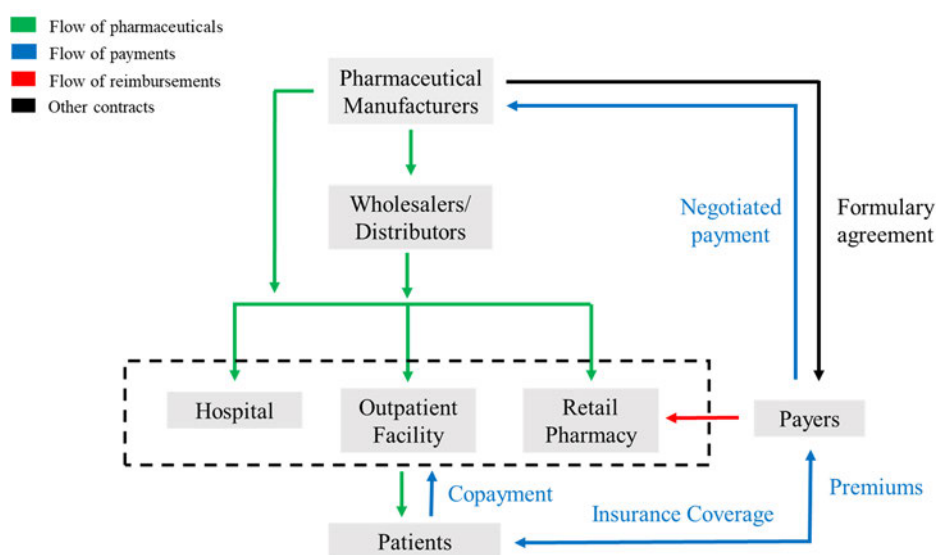 Flow of pharmaceuticals
Flow of payments
Flow of reimbursements
Other contracts
Pharmaceutical
Manufacturers
Wholesalers/
Distributors
Negotiated
payment
Formulary
agreement
Hospital
Outpatient
Facility
Retail
Pharmacy
Payers
Copayment
Premiums
Insurance Coverage
Patients